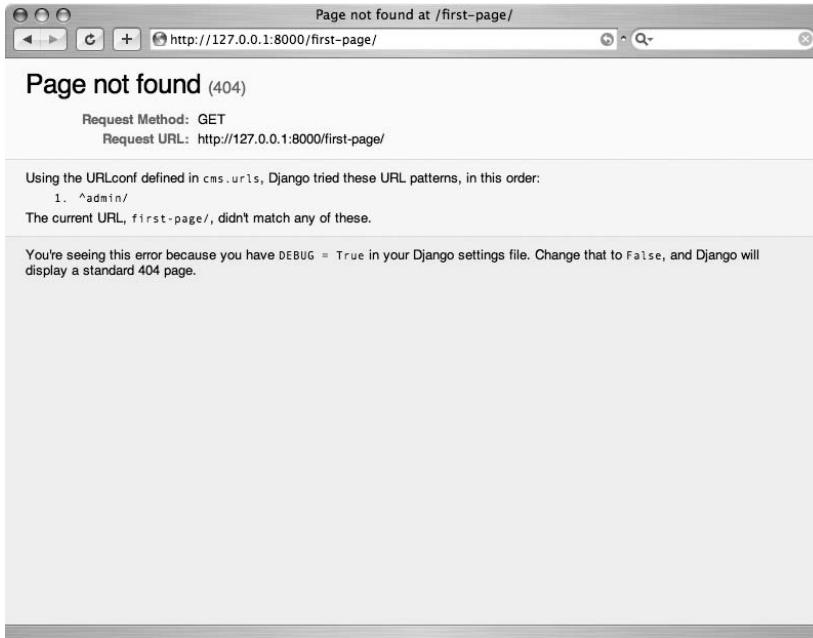 Page not found at /first-page/
http://127.0.0.1:8000/first-page/
Page not found (404)
Request Method: GET
Request URL: http://127.0.0.1:8000/first-page/
Using the URLconf defined in cms.urls, Django tried these URL patterns, in this order:
1. ^admin/
The current URL, first-page/, didn't match any of these.
You're seeing this error because you have DEBUG = True in your Django settings file. Change that to False, and Django will
display a standard 404 page.